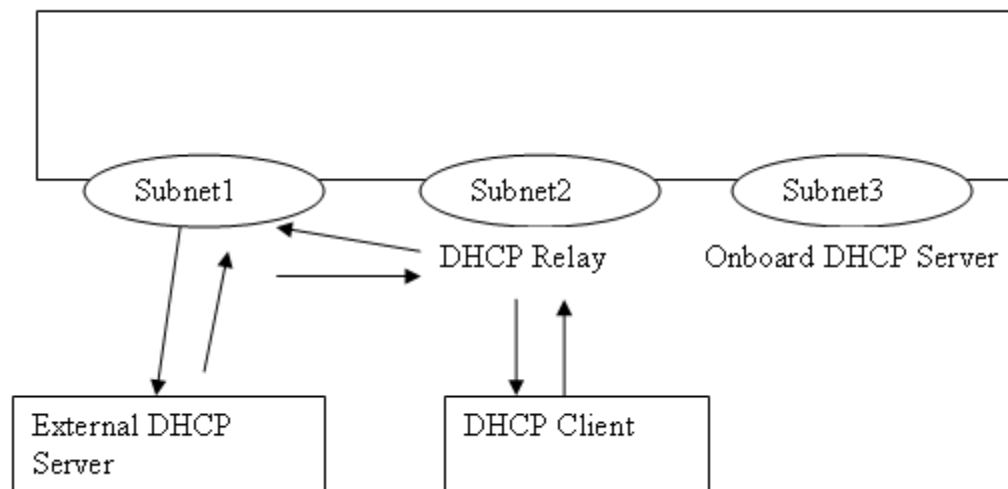 Subnet1
Subnet2
Subnet3
DHCP Relay
Onboard DHCP Server
External DHCP
Server
DHCP Client